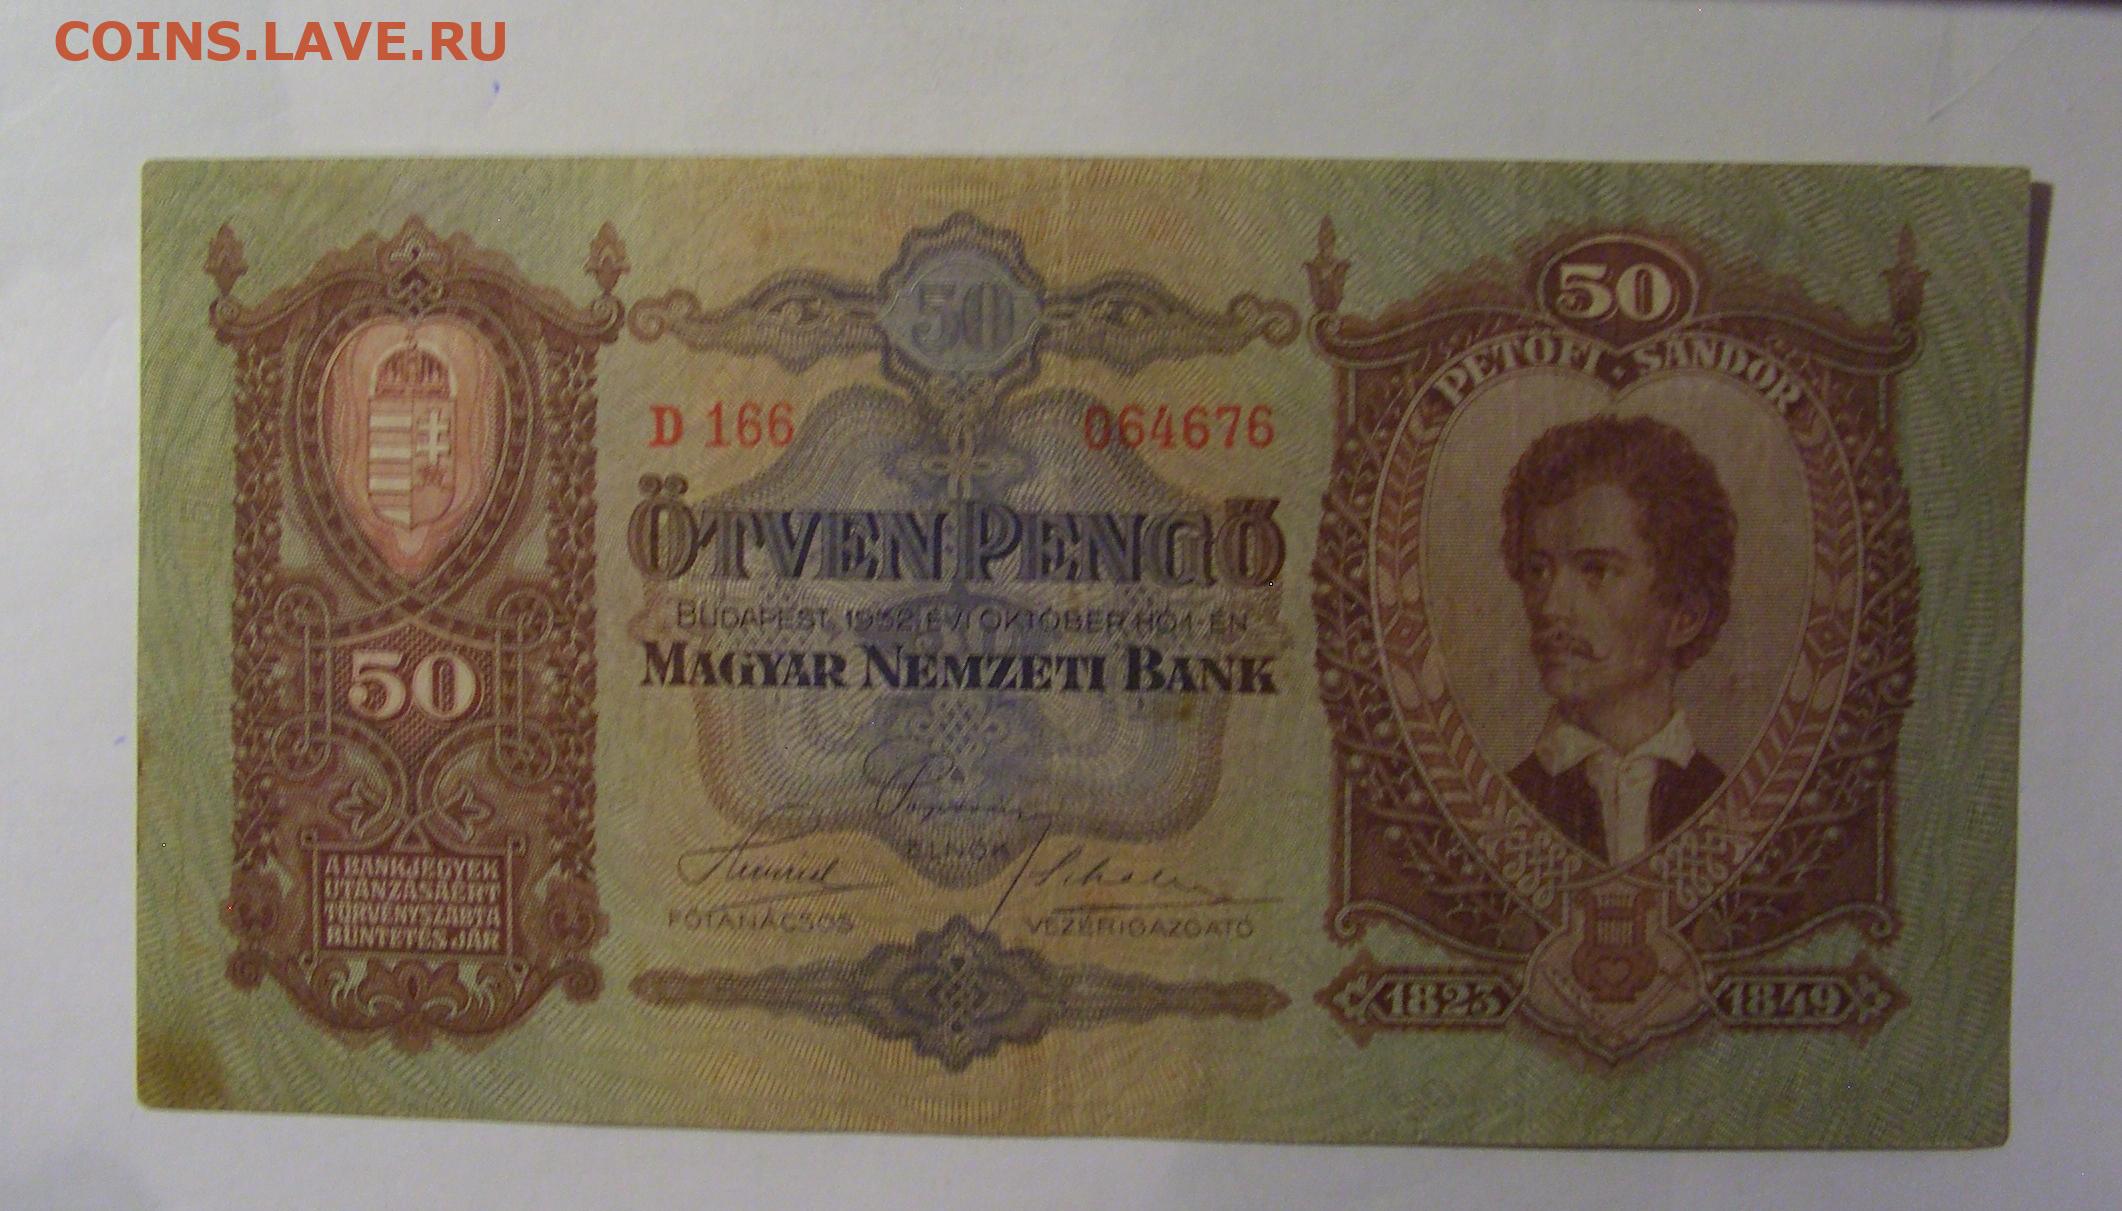 COINS.LAVE.RU
50
50
PETŐFI · SÁNDOR
D 166 064676
ÖTVEN PENGŐ
BUDAPEST, 1932. ÉVI OKTÓBER HÓ 1-ÉN
MAGYAR NEMZETI BANK
50
ELNÖK
FŐTANÁCSOS
VEZÉRIGAZGATÓ
A BANKJEGYEK
UTÁNZÁSÁÉRT
TÖRVÉNYSZABTA
BÜNTETÉS JÁR
1823 1849